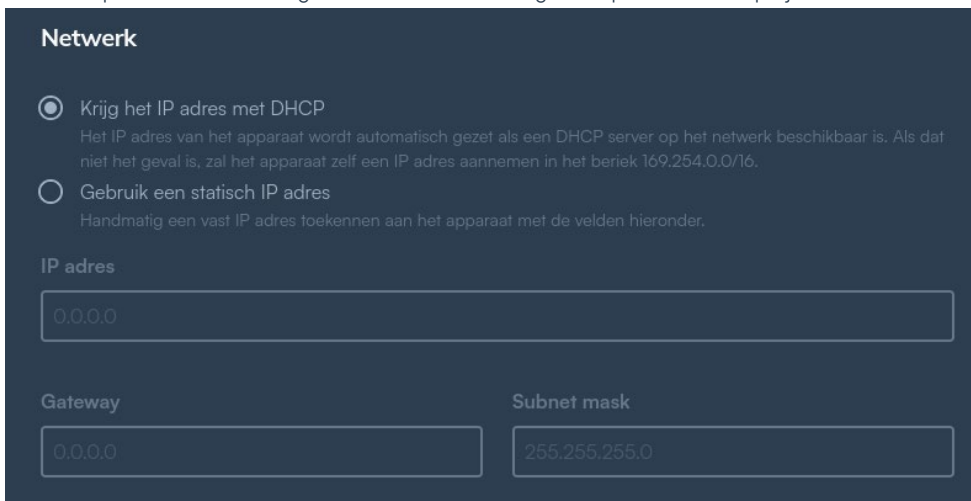 Netwerk
Krijg het IP adres met DHCP
Het IP adres van het apparaat wordt automatisch gezet als een DHCP server op het netwerk beschikbaar is. Als dat
niet het geval is, zal het apparaat zelf een IP adres aannemen in het beriek 169.254.0.0/16.
Gebruik een statisch IP adres
Handmatig een vast IP adres toekennen aan het apparaat met de velden hieronder.
IP adres
0.0.0.0
Gateway Subnet mask
0.0.0.0 255.255.255.0